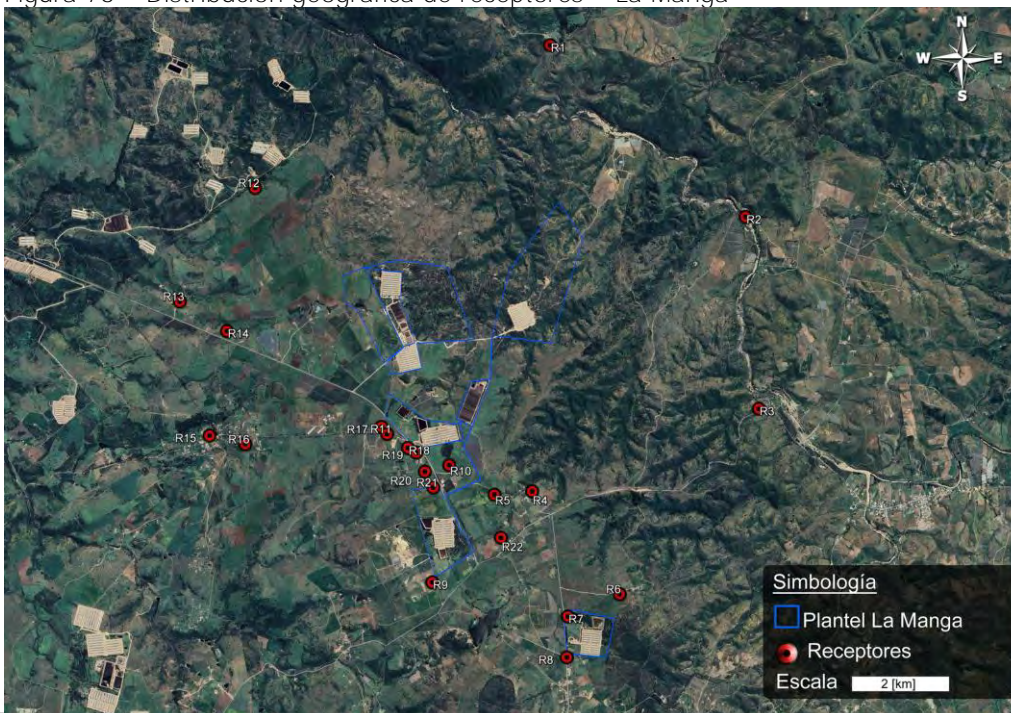 Figura 75 – Distribución geográfica de receptores – La Manga
N
W E
S
R1
R12
R2
R13
R14
R3
R17 R11
R15 R16
R19 R18
R10
R20 R21
R5 R4
R22
R9
R6
R7
R8
Simbología
Plantel La Manga
Receptores
Escala 2 [km]